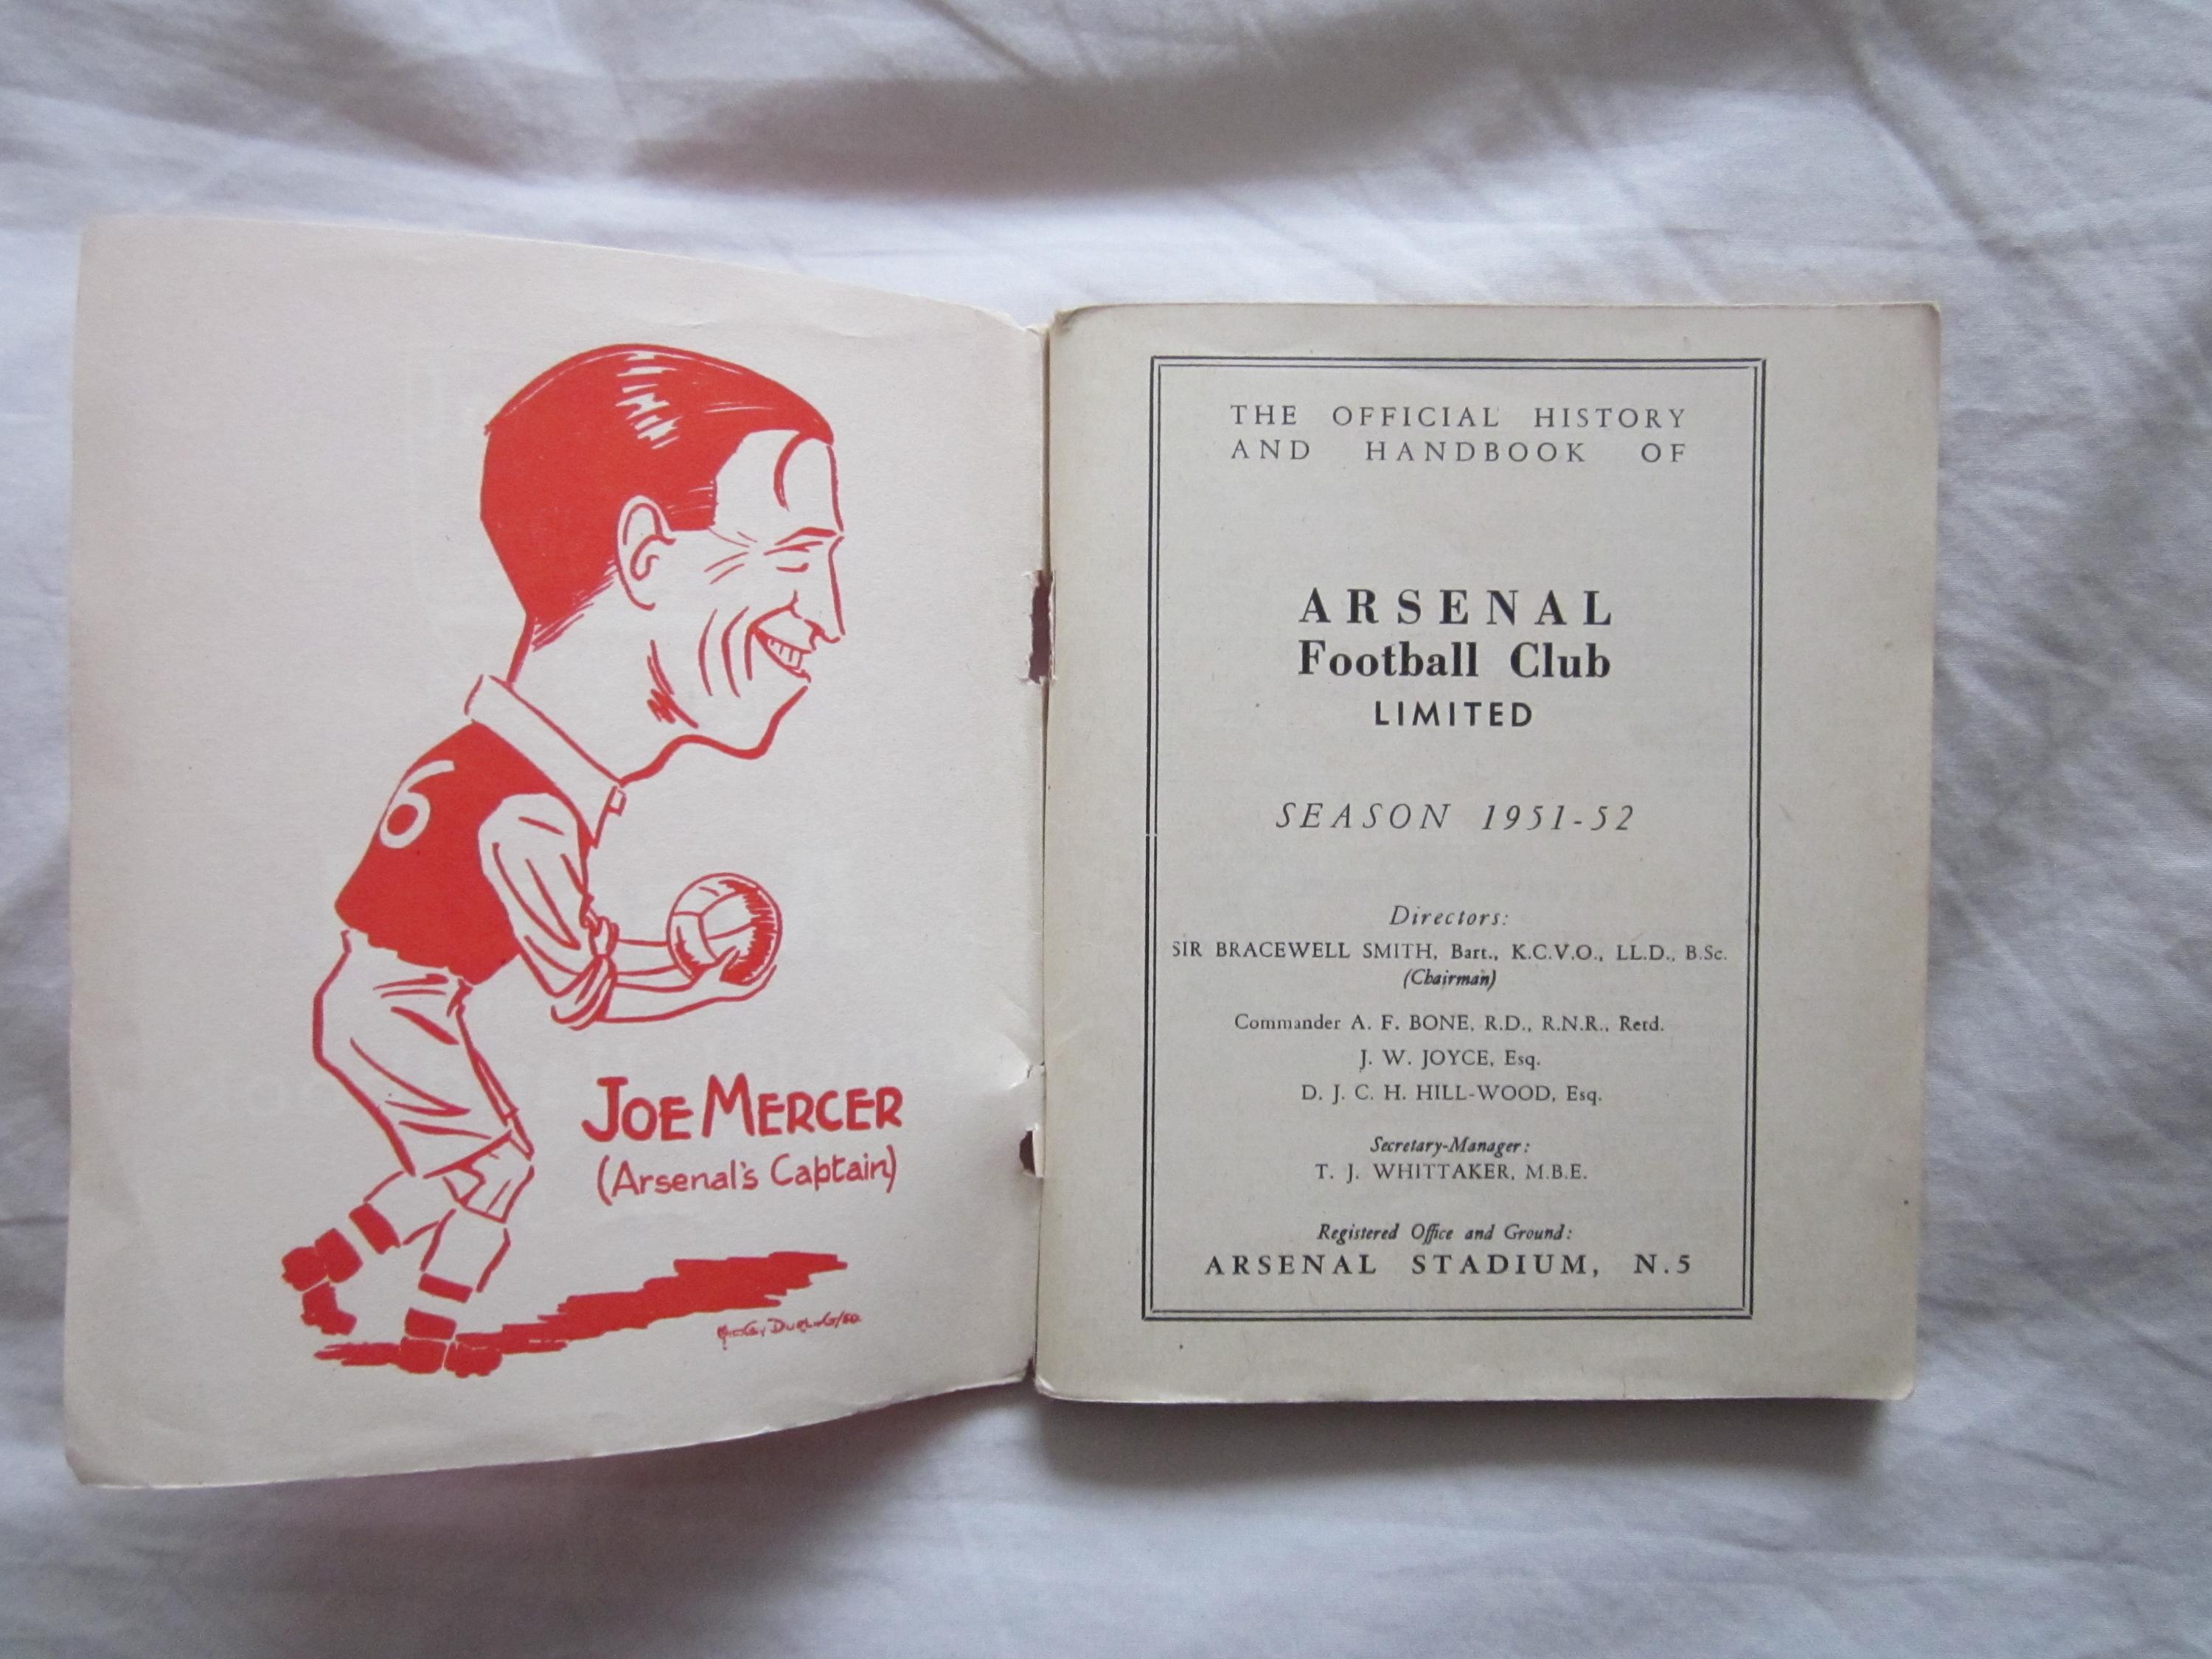 6
JOE MERCER
(Arsenal's Captain)
THE OFFICIAL HISTORY
AND HANDBOOK OF
ARSENAL
Football Club
LIMITED
SEASON 1951-52
Directors:
SIR BRACEWELL SMITH, Bart., K.C.V.O., LL.D., B.Sc.
(Chairman)
Commander A. F. BONE, R.D., R.N.R., Retd.
J. W. JOYCE, Esq.
D. J. C. H. HILL-WOOD, Esq.
Secretary-Manager:
T. J. WHITTAKER, M.B.E.
Registered Office and Ground:
ARSENAL STADIUM, N.5